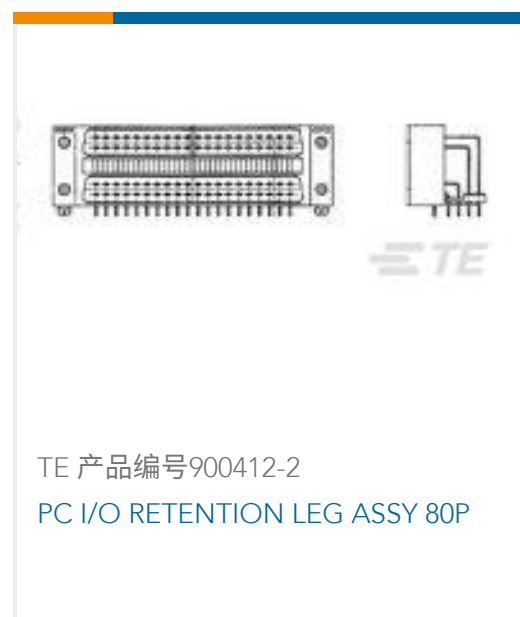 TE
TE 产品编号900412-2
PC I/O RETENTION LEG ASSY 80P